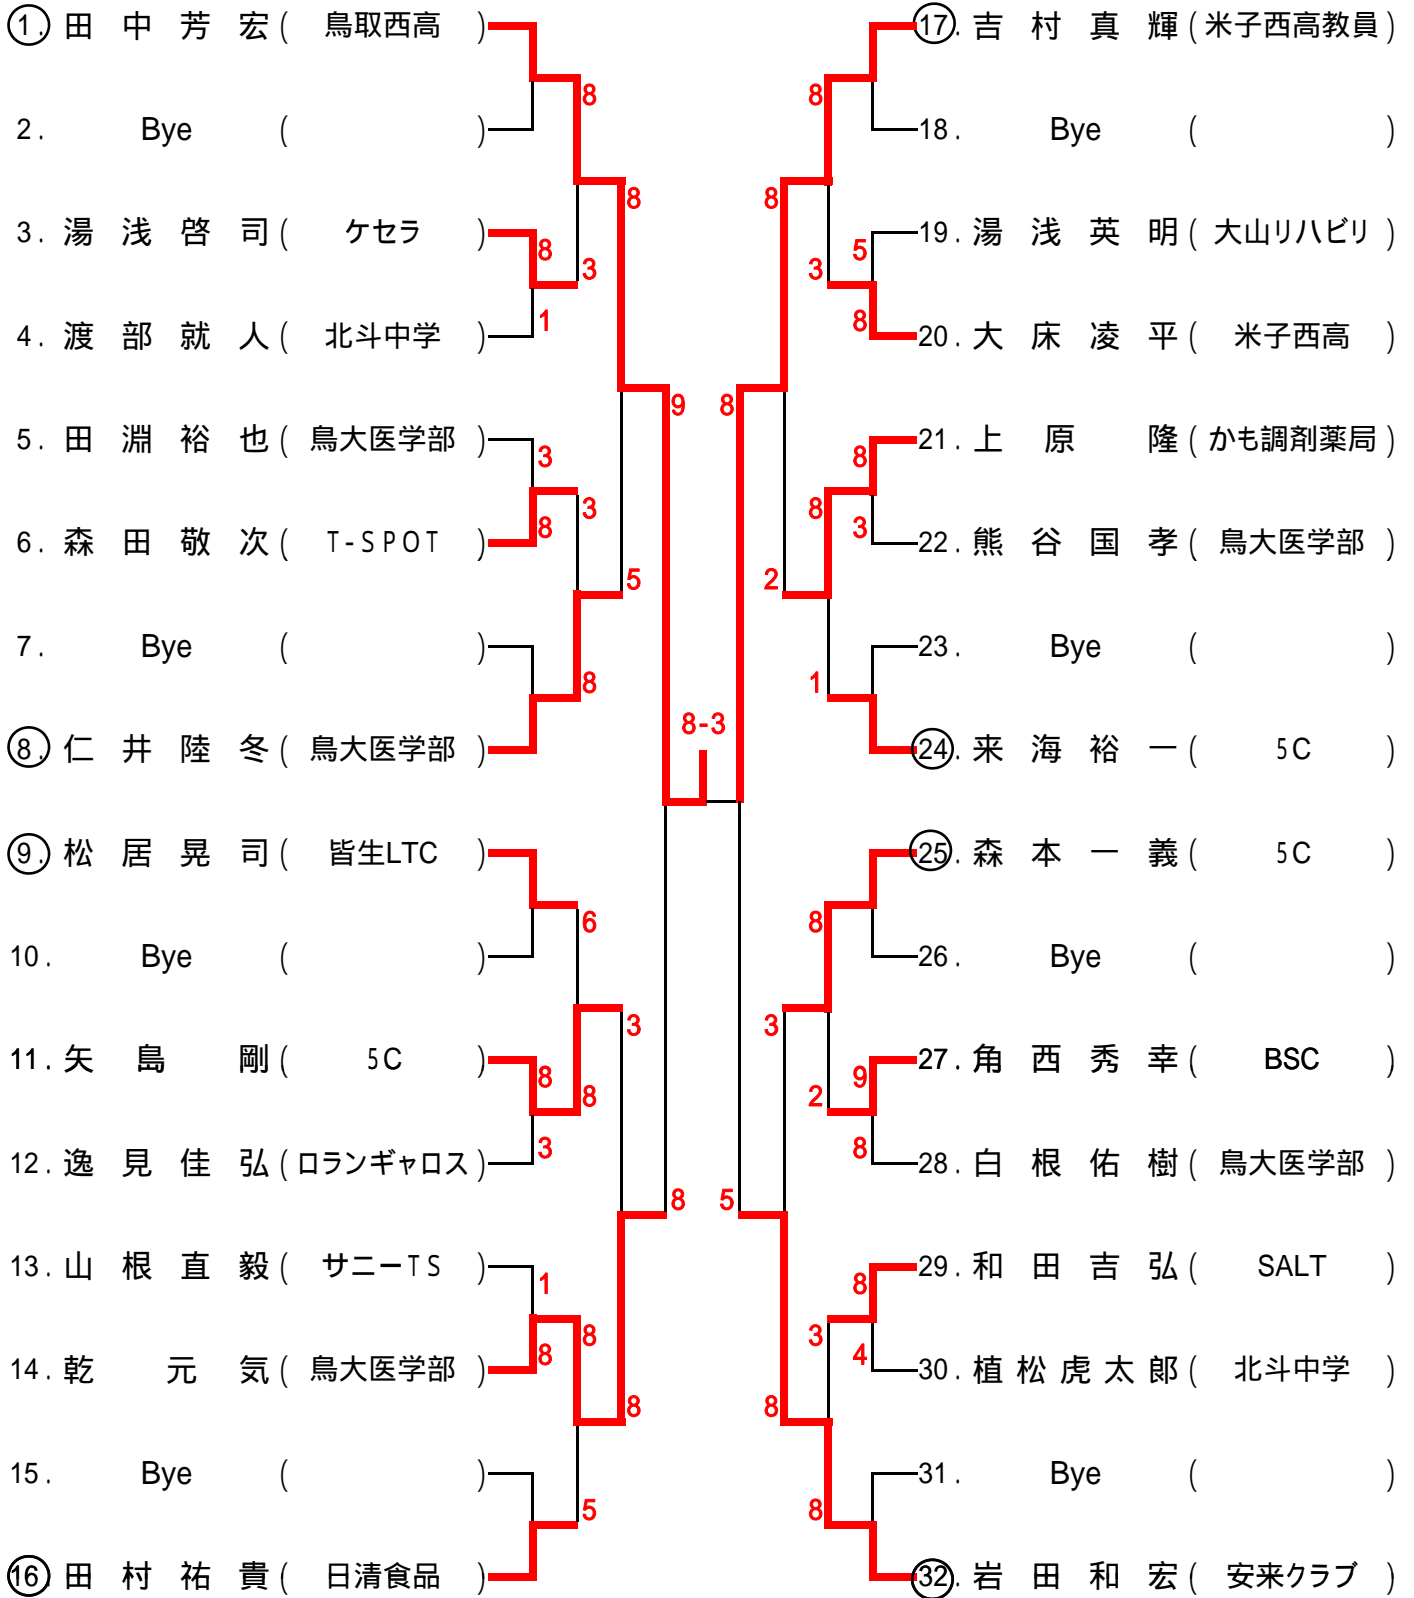 1. 田中芳宏 ( 鳥取西高 )
8
2. Bye ( )
8
3. 湯浅啓司 ( ケセラ )
8
3
1
4. 渡部就人 ( 北斗中学 )
9
5. 田淵裕也 ( 鳥大医学部 )
3
3
6. 森田敬次 ( T-SPOT )
8
5
7. Bye ( )
8
8. 仁井陸冬 ( 鳥大医学部 )
8-3
9. 松居晃司 ( 皆生LTC )
6
10. Bye ( )
3
11. 矢島剛 ( 5C )
8
8
3
12. 逸見佳弘 ( ロランギャロス )
8
13. 山根直毅 ( サニーTS )
1
8
14. 乾元気 ( 鳥大医学部 )
8
8
15. Bye ( )
5
16. 田村祐貴 ( 日清食品 )
17. 吉村真輝 ( 米子西高教員 )
8
18. Bye ( )
8
19. 湯浅英明 ( 大山リハビリ )
5
3
8
20. 大床凌平 ( 米子西高 )
8
21. 上原隆 ( かも調剤薬局 )
8
8
3
22. 熊谷国孝 ( 鳥大医学部 )
2
23. Bye ( )
1
24. 来海裕一 ( 5C )
25. 森本一義 ( 5C )
8
26. Bye ( )
3
27. 角西秀幸 ( BSC )
9
2
8
28. 白根佑樹 ( 鳥大医学部 )
5
29. 和田吉弘 ( SALT )
8
3
4
30. 植松虎太郎 ( 北斗中学 )
8
31. Bye ( )
8
32. 岩田和宏 ( 安来クラブ )